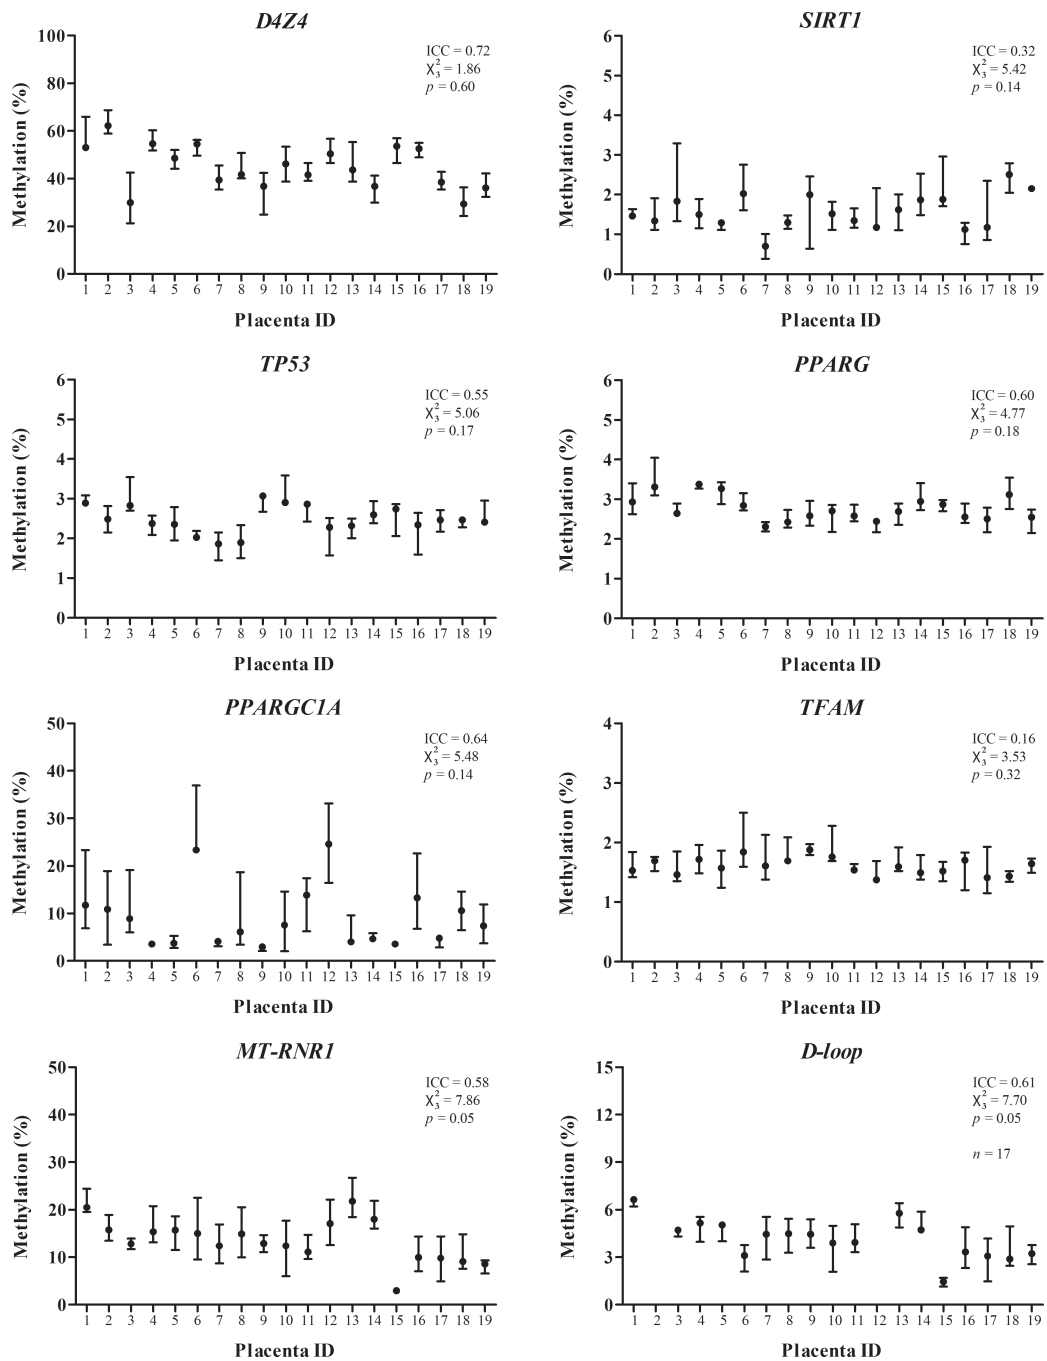 D4Z4
100
80
60
40
20
0
Methylation (%)
ICC = 0.72
χ²₃ = 1.86
p = 0.60
1 2 3 4 5 6 7 8 9 10 11 12 13 14 15 16 17 18 19
Placenta ID
SIRT1
6
5
4
3
2
1
0
Methylation (%)
ICC = 0.32
χ²₃ = 5.42
p = 0.14
1 2 3 4 5 6 7 8 9 10 11 12 13 14 15 16 17 18 19
Placenta ID
TP53
6
5
4
3
2
1
0
Methylation (%)
ICC = 0.55
χ²₃ = 5.06
p = 0.17
1 2 3 4 5 6 7 8 9 10 11 12 13 14 15 16 17 18 19
Placenta ID
PPARG
6
5
4
3
2
1
0
Methylation (%)
ICC = 0.60
χ²₃ = 4.77
p = 0.18
1 2 3 4 5 6 7 8 9 10 11 12 13 14 15 16 17 18 19
Placenta ID
PPARGC1A
50
40
30
20
10
0
Methylation (%)
ICC = 0.64
χ²₃ = 5.48
p = 0.14
1 2 3 4 5 6 7 8 9 10 11 12 13 14 15 16 17 18 19
Placenta ID
TFAM
4
3
2
1
0
Methylation (%)
ICC = 0.16
χ²₃ = 3.53
p = 0.32
1 2 3 4 5 6 7 8 9 10 11 12 13 14 15 16 17 18 19
Placenta ID
MT-RNR1
50
40
30
20
10
0
Methylation (%)
ICC = 0.58
χ²₃ = 7.86
p = 0.05
1 2 3 4 5 6 7 8 9 10 11 12 13 14 15 16 17 18 19
Placenta ID
D-loop
15
12
9
6
3
0
Methylation (%)
ICC = 0.61
χ²₃ = 7.70
p = 0.05
n = 17
1 2 3 4 5 6 7 8 9 10 11 12 13 14 15 16 17 18 19
Placenta ID